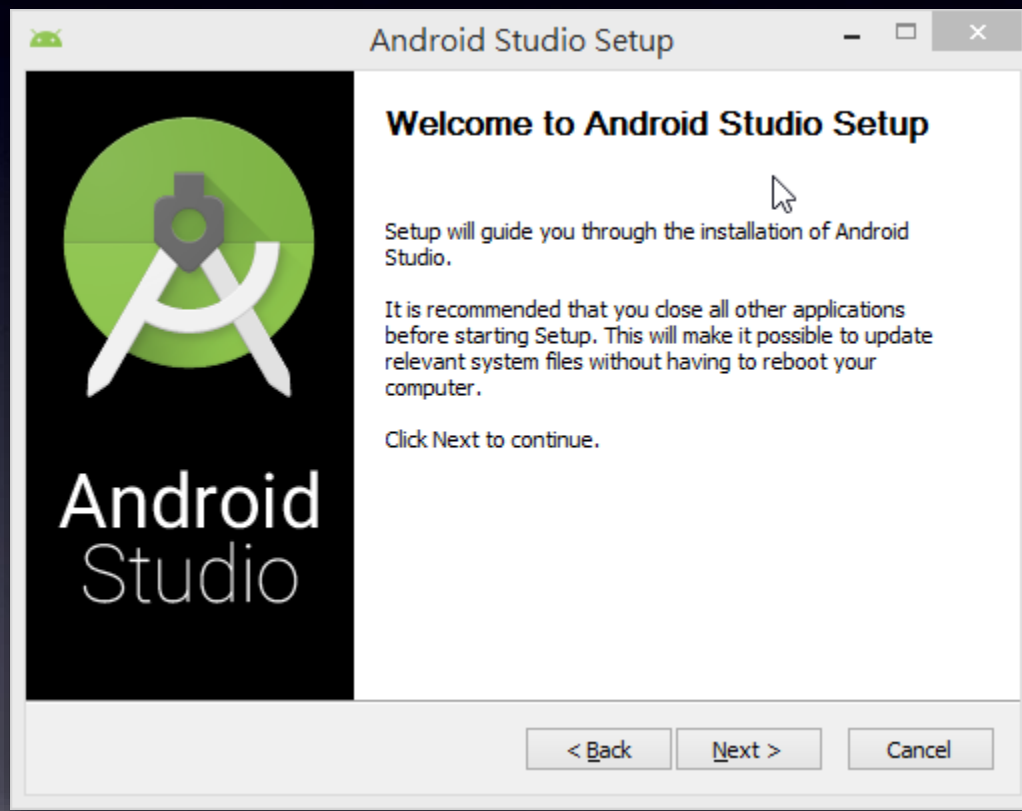 Android Studio Setup
Welcome to Android Studio Setup
Setup will guide you through the installation of Android
Studio.
It is recommended that you close all other applications
before starting Setup. This will make it possible to update
relevant system files without having to reboot your
computer.
Click Next to continue.
Android
Studio
< Back
Next >
Cancel